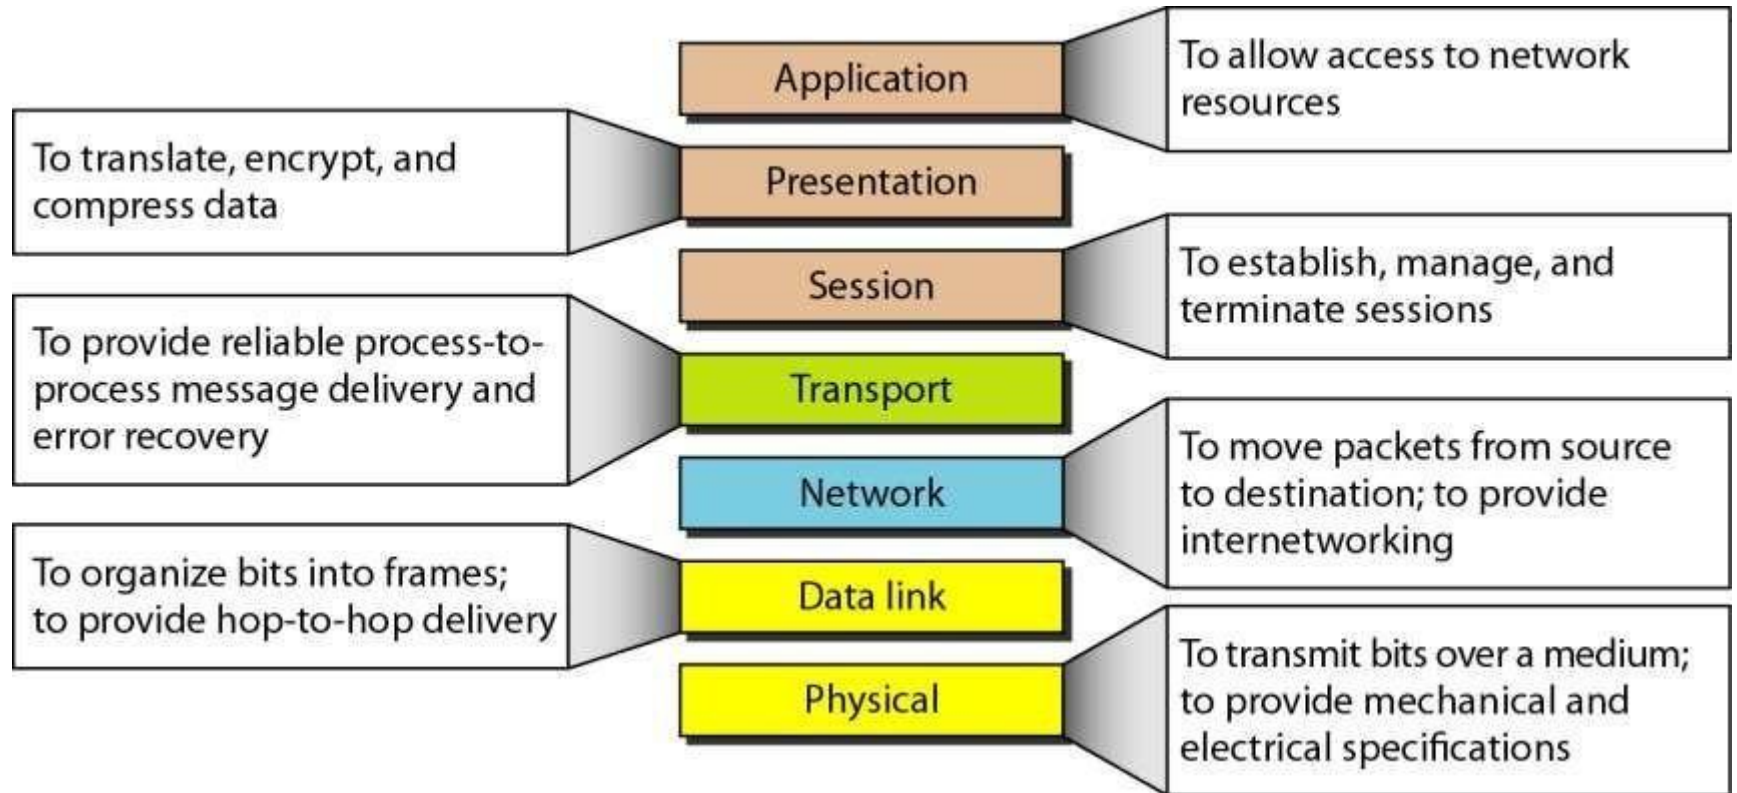 Application
To allow access to network
resources
To translate, encrypt, and
compress data
Presentation
Session
To establish, manage, and
terminate sessions
To provide reliable process-to-
process message delivery and
error recovery
Transport
Network
To move packets from source
to destination; to provide
internetworking
To organize bits into frames;
to provide hop-to-hop delivery
Data link
Physical
To transmit bits over a medium;
to provide mechanical and
electrical specifications